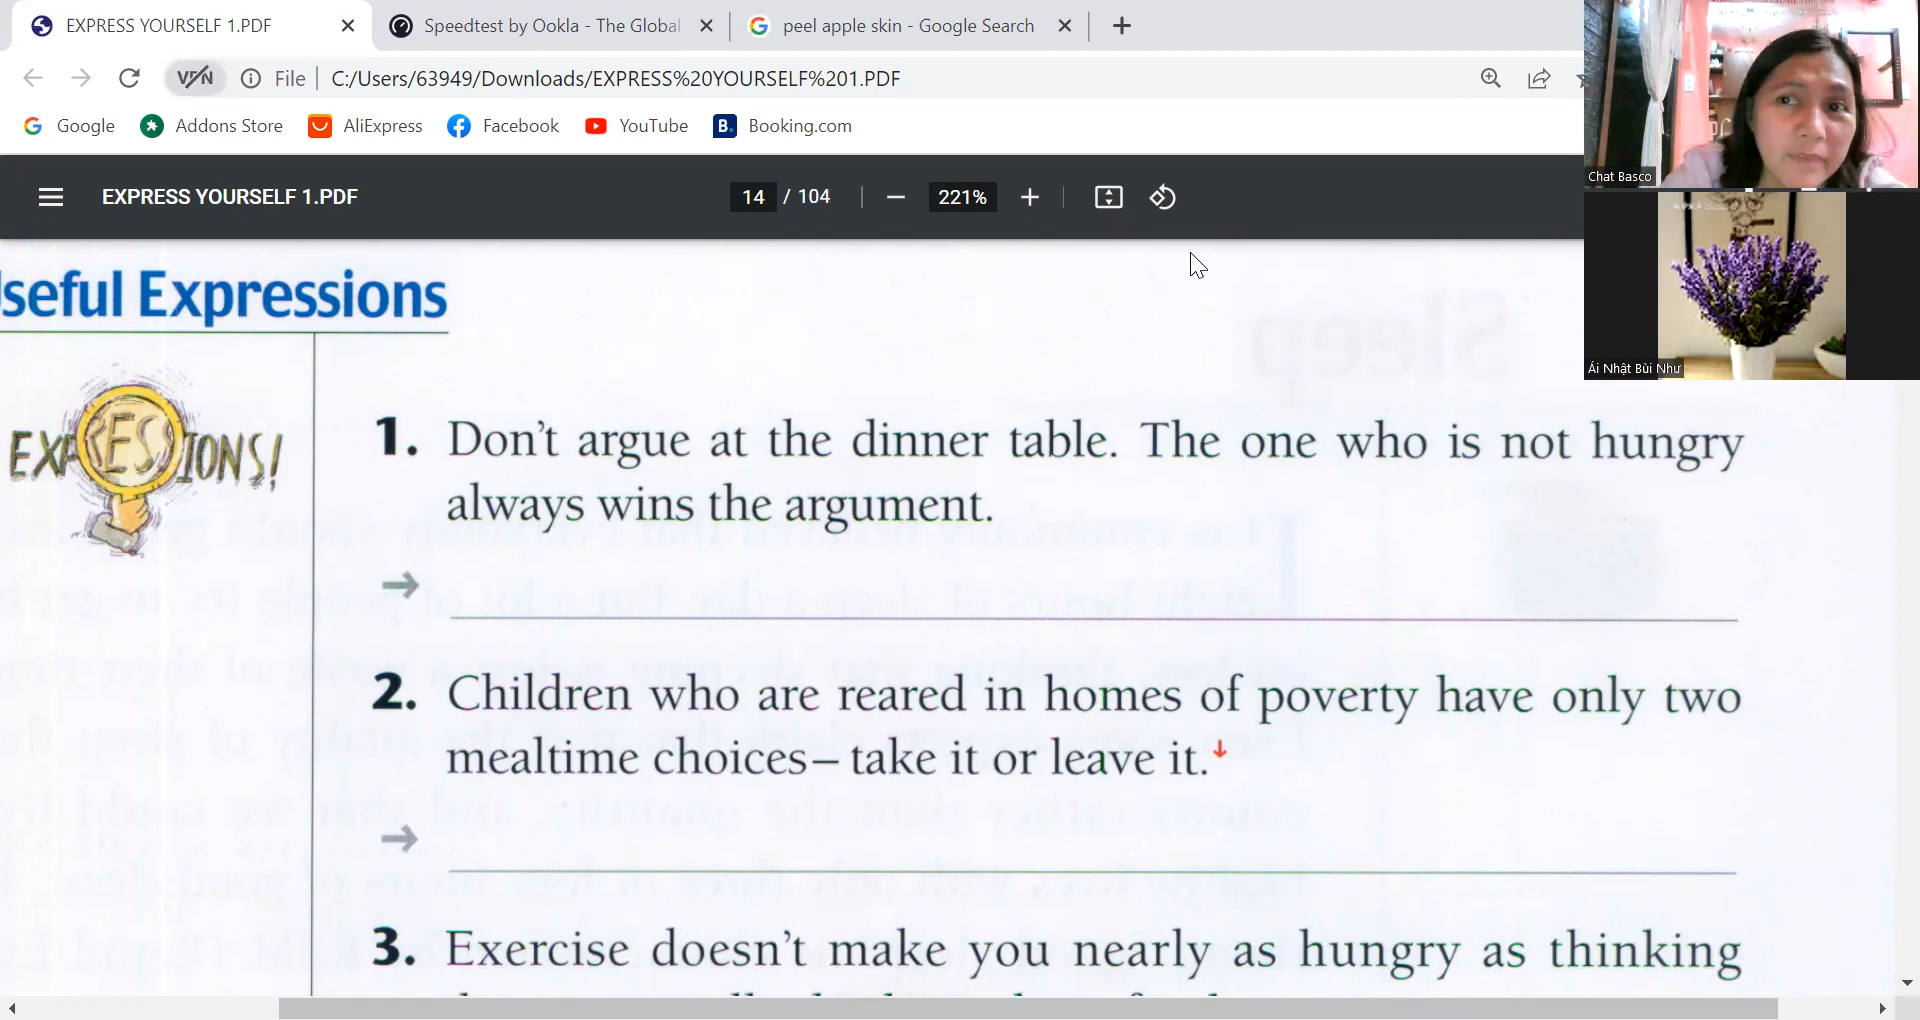 EXPRESS YOURSELF 1.PDF
Speedtest by Ookla - The Global
peel apple skin - Google Search
VPN
File
C:/Users/63949/Downloads/EXPRESS%20YOURSELF%201.PDF
Google
Addons Store
AliExpress
Facebook
YouTube
B. Booking.com
EXPRESS YOURSELF 1.PDF
14 / 104
221%
Chat Basco
Ái Nhật Bùi Như
seful Expressions
EXPRESSIONS!
1. Don't argue at the dinner table. The one who is not hungry
always wins the argument.
2. Children who are reared in homes of poverty have only two
mealtime choices – take it or leave it.
3. Exercise doesn't make you nearly as hungry as thinking